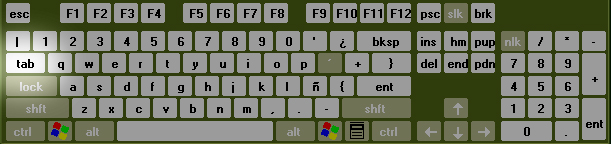 esc F1 F2 F3 F4 F5 F6 F7 F8 F9 F10 F11 F12 psc slk brk
| 1 2 3 4 5 6 7 8 9 0 ' ¿ bksp ins hm pup nlk / * -
tab q w e r t y u i o p ´ + } del end pdn 7 8 9 +
lock a s d f g h j k l ñ { ent 4 5 6
shft z x c v b n m , . - shft ↑ 1 2 3 ent
ctrl alt alt ctrl ← ↓ → 0 .